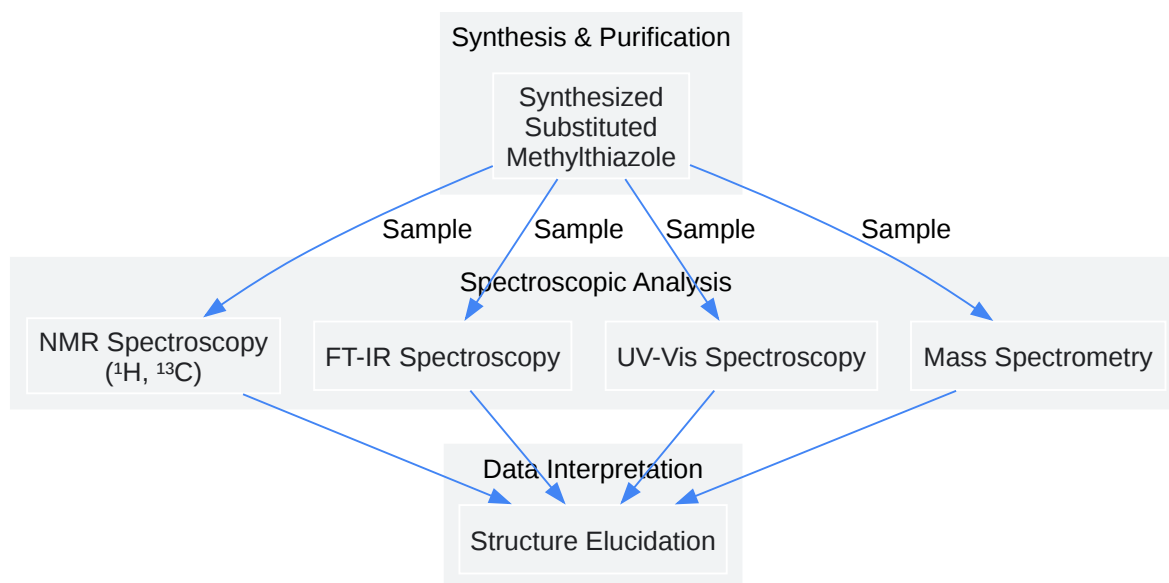 Synthesis & Purification
Synthesized
Substituted
Methylthiazole
Sample
Sample
Sample
Sample
Spectroscopic Analysis
NMR Spectroscopy
(¹H, ¹³C)
FT-IR Spectroscopy
UV-Vis Spectroscopy
Mass Spectrometry
Data Interpretation
Structure Elucidation